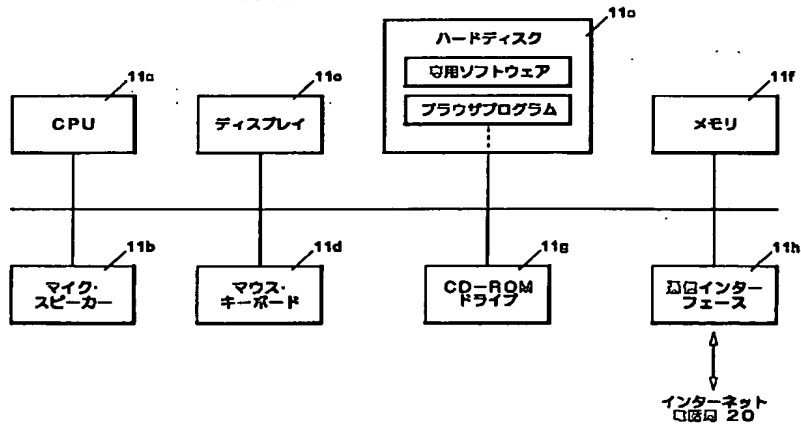 11a
CPU
11c
ディスプレイ
ハードディスク
用ソフトウェア
ブラウザプログラム
11f
メモリ
11b
マイク・
スピーカー
11d
マウス・
キーボード
11g
CD-ROM
ドライブ
11h
インター
フェース
インターネット
20